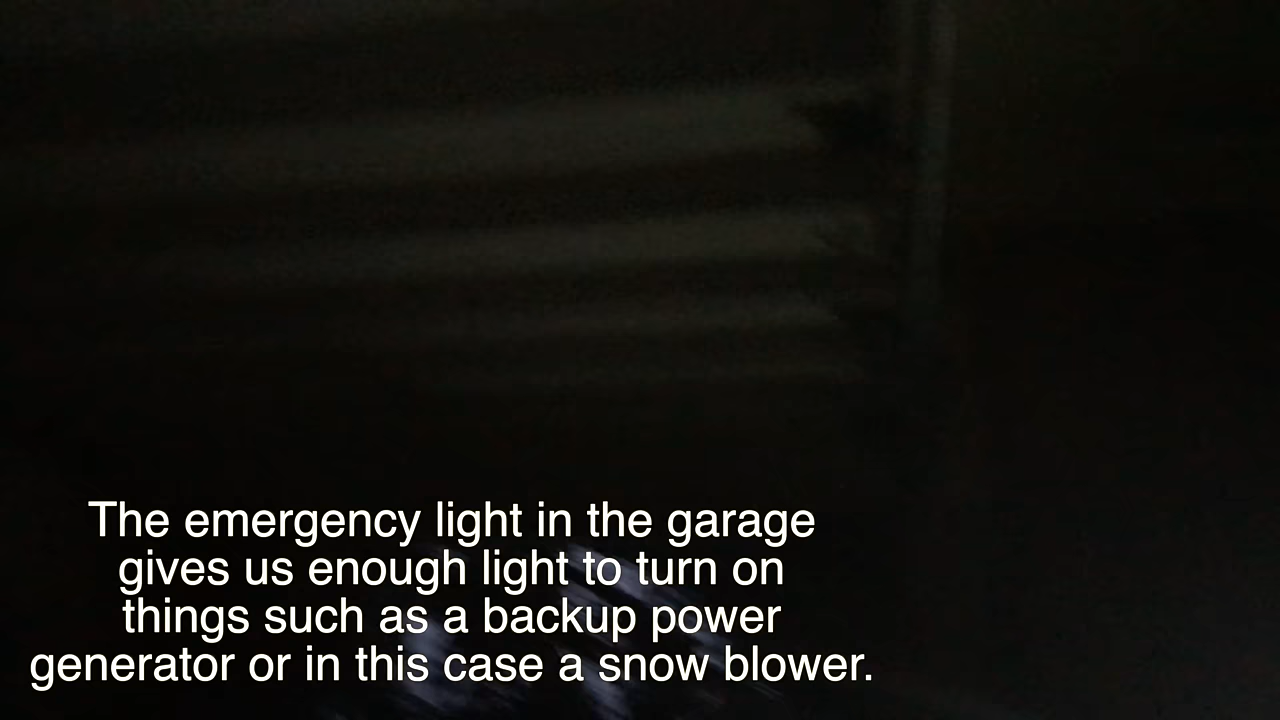 The emergency light in the garage
gives us enough light to turn on
things such as a backup power
generator or in this case a snow blower.